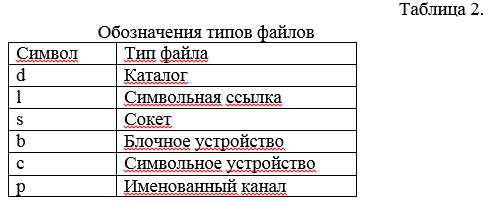 Таблица 2.
Обозначения типов файлов
Символ Тип файла
d Каталог
l Символьная ссылка
s Сокет
b Блочное устройство
c Символьное устройство
p Именованный канал